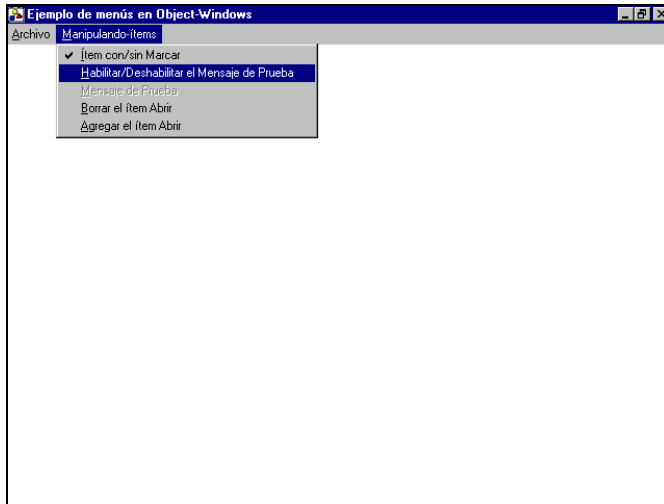 Ejemplo de menús en Object-Windows
Archivo Manipulando-ítems
Ítem con/sin Marcar
Habilitar/Deshabilitar el Mensaje de Prueba
Mensaje de Prueba
Borrar el ítem Abrir
Agregar el ítem Abrir